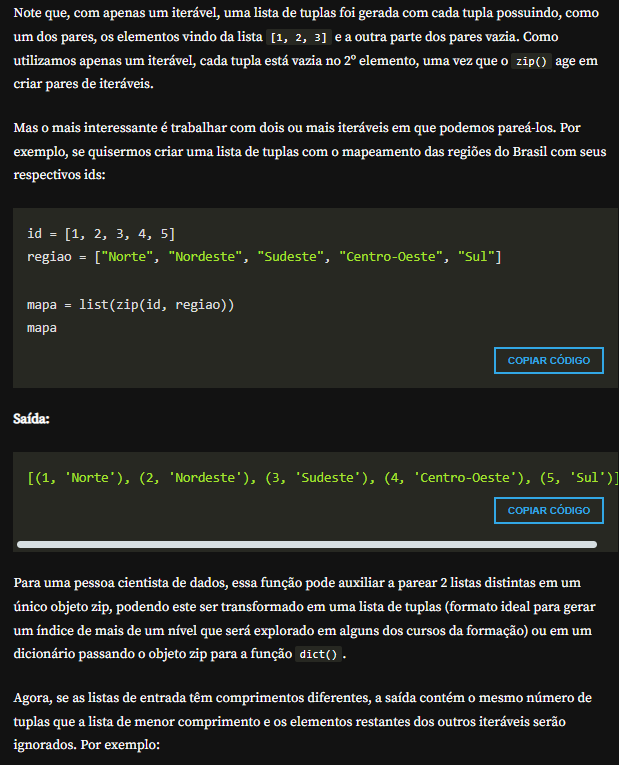 Note que, com apenas um iterável, uma lista de tuplas foi gerada com cada tupla possuindo, como
um dos pares, os elementos vindo da lista [1, 2, 3] e a outra parte dos pares vazia. Como
utilizamos apenas um iterável, cada tupla está vazia no 2º elemento, uma vez que o zip() age em
criar pares de iteráveis.
Mas o mais interessante é trabalhar com dois ou mais iteráveis em que podemos pareá-los. Por
exemplo, se quisermos criar uma lista de tuplas com o mapeamento das regiões do Brasil com seus
respectivos ids:
id = [1, 2, 3, 4, 5]
regiao = ["Norte", "Nordeste", "Sudeste", "Centro-Oeste", "Sul"]
mapa = list(zip(id, regiao))
mapa
COPIAR CÓDIGO
Saída:
[(1, 'Norte'), (2, 'Nordeste'), (3, 'Sudeste'), (4, 'Centro-Oeste'), (5, 'Sul')]
COPIAR CÓDIGO
Para uma pessoa cientista de dados, essa função pode auxiliar a parear 2 listas distintas em um
único objeto zip, podendo este ser transformado em uma lista de tuplas (formato ideal para gerar
um índice de mais de um nível que será explorado em alguns dos cursos da formação) ou em um
dicionário passando o objeto zip para a função dict().
Agora, se as listas de entrada têm comprimentos diferentes, a saída contém o mesmo número de
tuplas que a lista de menor comprimento e os elementos restantes dos outros iteráveis serão
ignorados. Por exemplo: